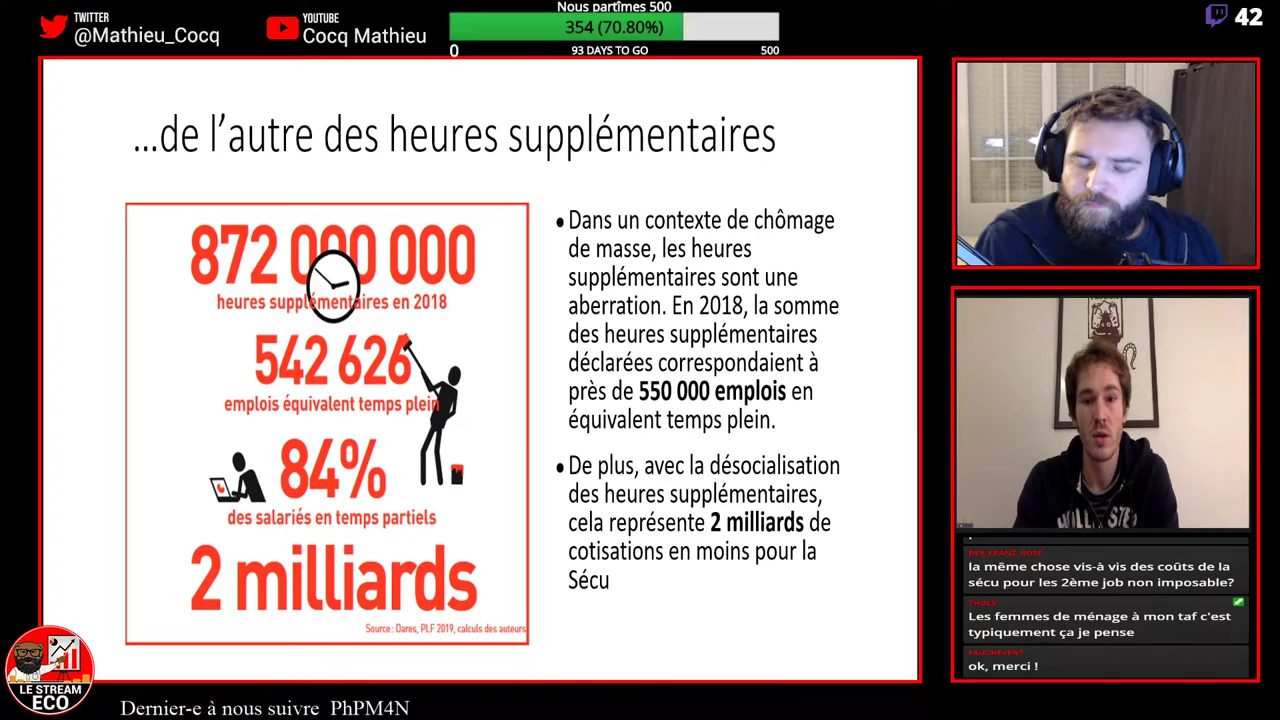 TWITTER
@Mathieu_Cocq
YOUTUBE
Cocq Mathieu
Nous partîmes 500
354 (70.80%)
0
93 DAYS TO GO
500
42
...de l'autre des heures supplémentaires
872 000 000
heures supplémentaires en 2018
542 626
emplois équivalent temps plein
84%
des salariés en temps partiels
2 milliards
Source : Dares, PLF 2019, calculs des auteurs
• Dans un contexte de chômage
de masse, les heures
supplémentaires sont une
aberration. En 2018, la somme
des heures supplémentaires
déclarées correspondaient à
près de 550 000 emplois en
équivalent temps plein.
• De plus, avec la désocialisation
des heures supplémentaires,
cela représente 2 milliards de
cotisations en moins pour la
Sécu
DER_FRANZ_HOSE
la même chose vis-à vis des coûts de la
sécu pour les 2ème job non imposable?
THOLS
Les femmes de ménage à mon taf c'est
typiquement ça je pense
FAUCHEVENT
ok, merci !
LE STREAM
ECO
Dernier-e à nous suivre PhPM4N